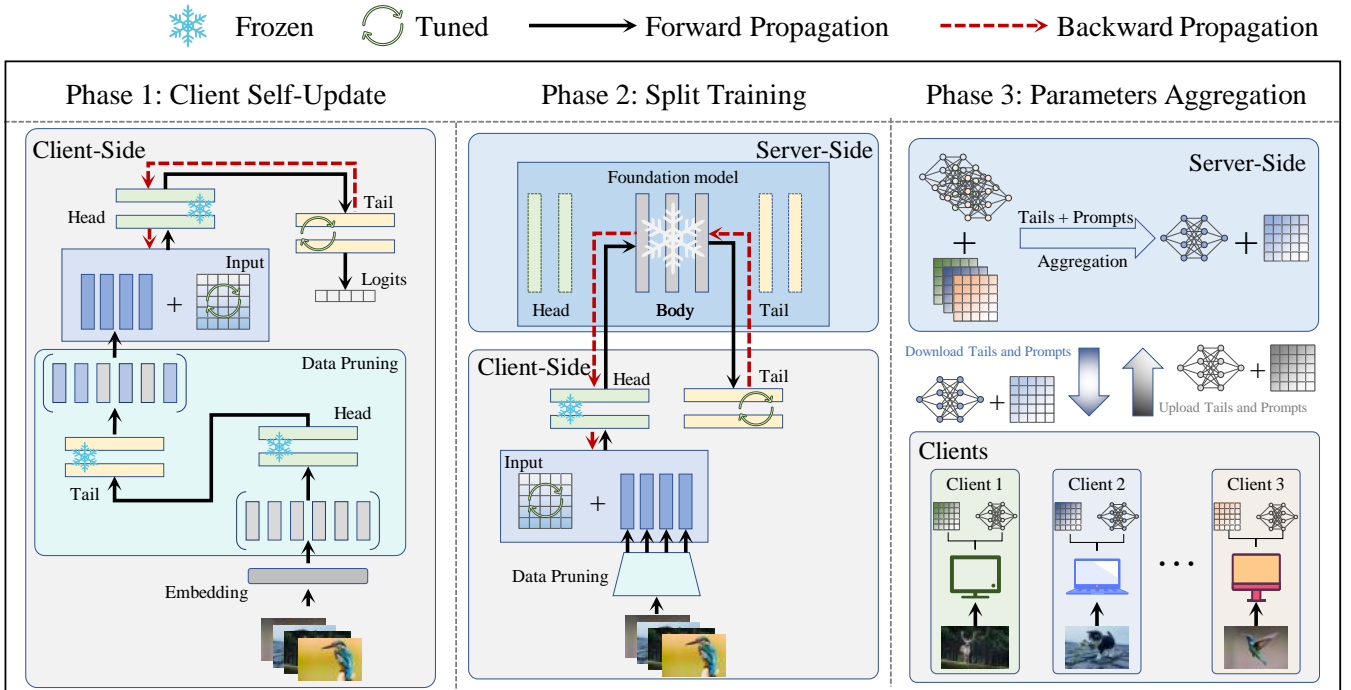 Frozen
Tuned
Forward Propagation
Backward Propagation
Phase 1: Client Self-Update
Phase 2: Split Training
Phase 3: Parameters Aggregation
Client-Side
Head
Tail
Input
+
Logits
Data Pruning
Head
Tail
Embedding
Server-Side
Foundation model
Head
Body
Tail
Client-Side
Head
Tail
Input
+
Data Pruning
Server-Side
+
Tails + Prompts
Aggregation
+
Download Tails and Prompts
+
+
Upload Tails and Prompts
Clients
Client 1
Client 2
Client 3
...